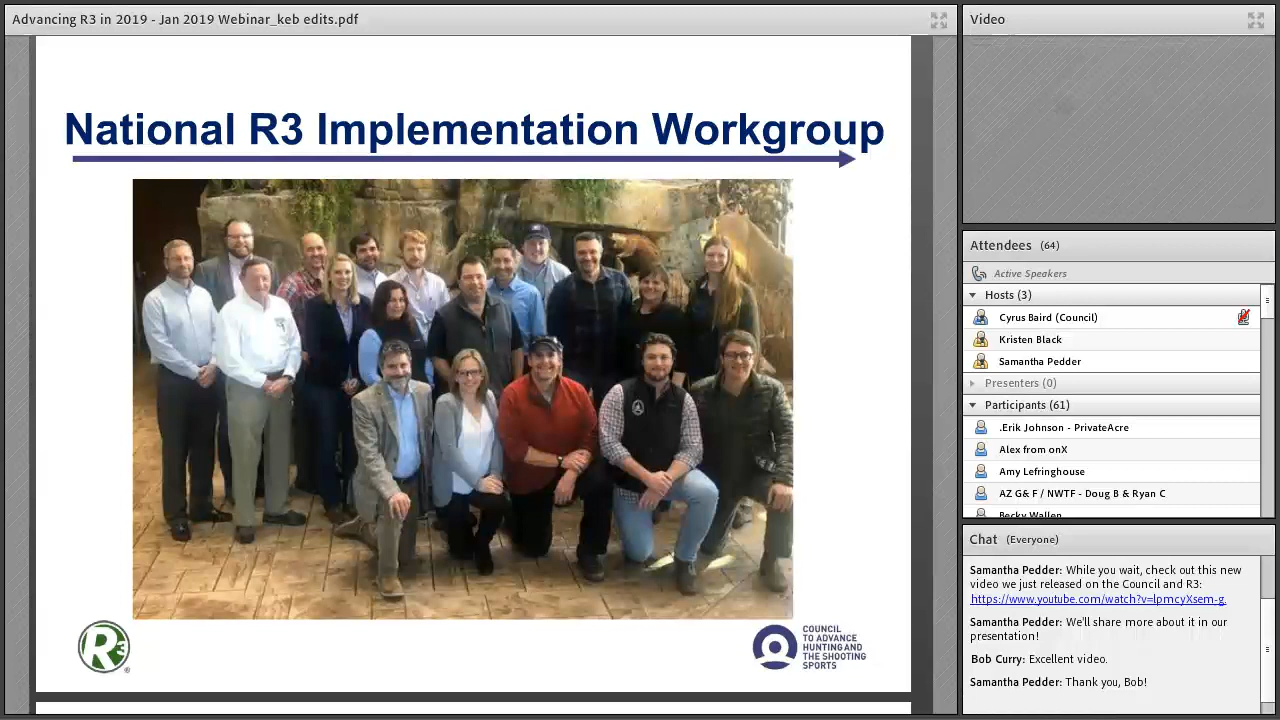 Advancing R3 in 2019 - Jan 2019 Webinar_keb edits.pdf
National R3 Implementation Workgroup
R3
®
COUNCIL
TO ADVANCE
HUNTING AND
THE SHOOTING
SPORTS
Video
Attendees (64)
Active Speakers
Hosts (3)
Cyrus Baird (Council)
Kristen Black
Samantha Pedder
Presenters (0)
Participants (61)
.Erik Johnson - PrivateAcre
Alex from onX
Amy Lefringhouse
AZ G& F / NWTF - Doug B & Ryan C
Becky Wallen
Chat (Everyone)
Samantha Pedder: While you wait, check out this new
video we just released on the Council and R3:
https://www.youtube.com/watch?v=lpmcyXsem-g.
Samantha Pedder: We'll share more about it in our
presentation!
Bob Curry: Excellent video.
Samantha Pedder: Thank you, Bob!